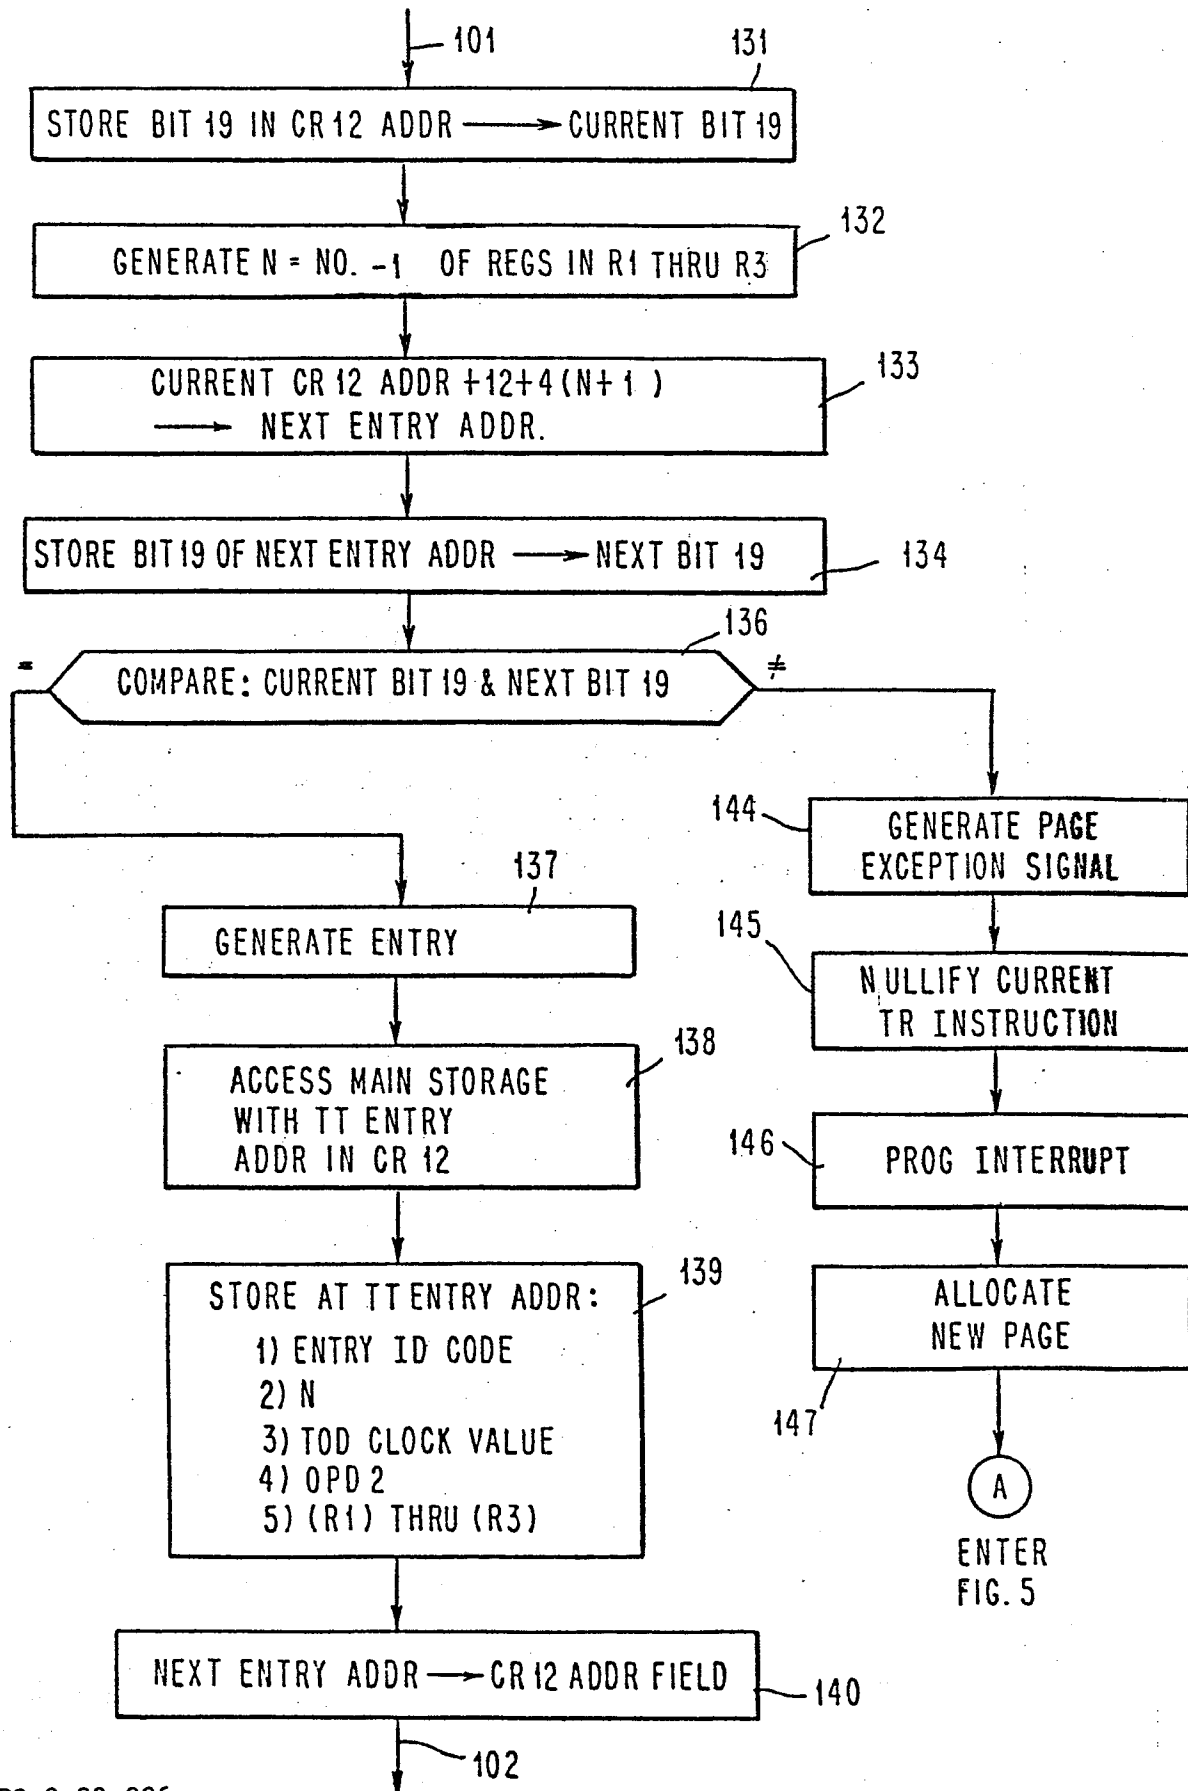 101
131
STORE BIT 19 IN CR 12 ADDR → CURRENT BIT 19
132
GENERATE N = NO. -1 OF REGS IN R1 THRU R3
133
CURRENT CR 12 ADDR +12+4(N+1)
→ NEXT ENTRY ADDR.
STORE BIT 19 OF NEXT ENTRY ADDR → NEXT BIT 19
134
136
= COMPARE: CURRENT BIT 19 & NEXT BIT 19 ≠
144
GENERATE PAGE
EXCEPTION SIGNAL
137
GENERATE ENTRY
145
NULLIFY CURRENT
TR INSTRUCTION
138
ACCESS MAIN STORAGE
WITH TT ENTRY
ADDR IN CR 12
146
PROG INTERRUPT
139
STORE AT TT ENTRY ADDR:
1) ENTRY ID CODE
2) N
3) TOD CLOCK VALUE
4) OPD 2
5) (R1) THRU (R3)
ALLOCATE
NEW PAGE
147
A
ENTER
FIG. 5
NEXT ENTRY ADDR → CR 12 ADDR FIELD
140
102